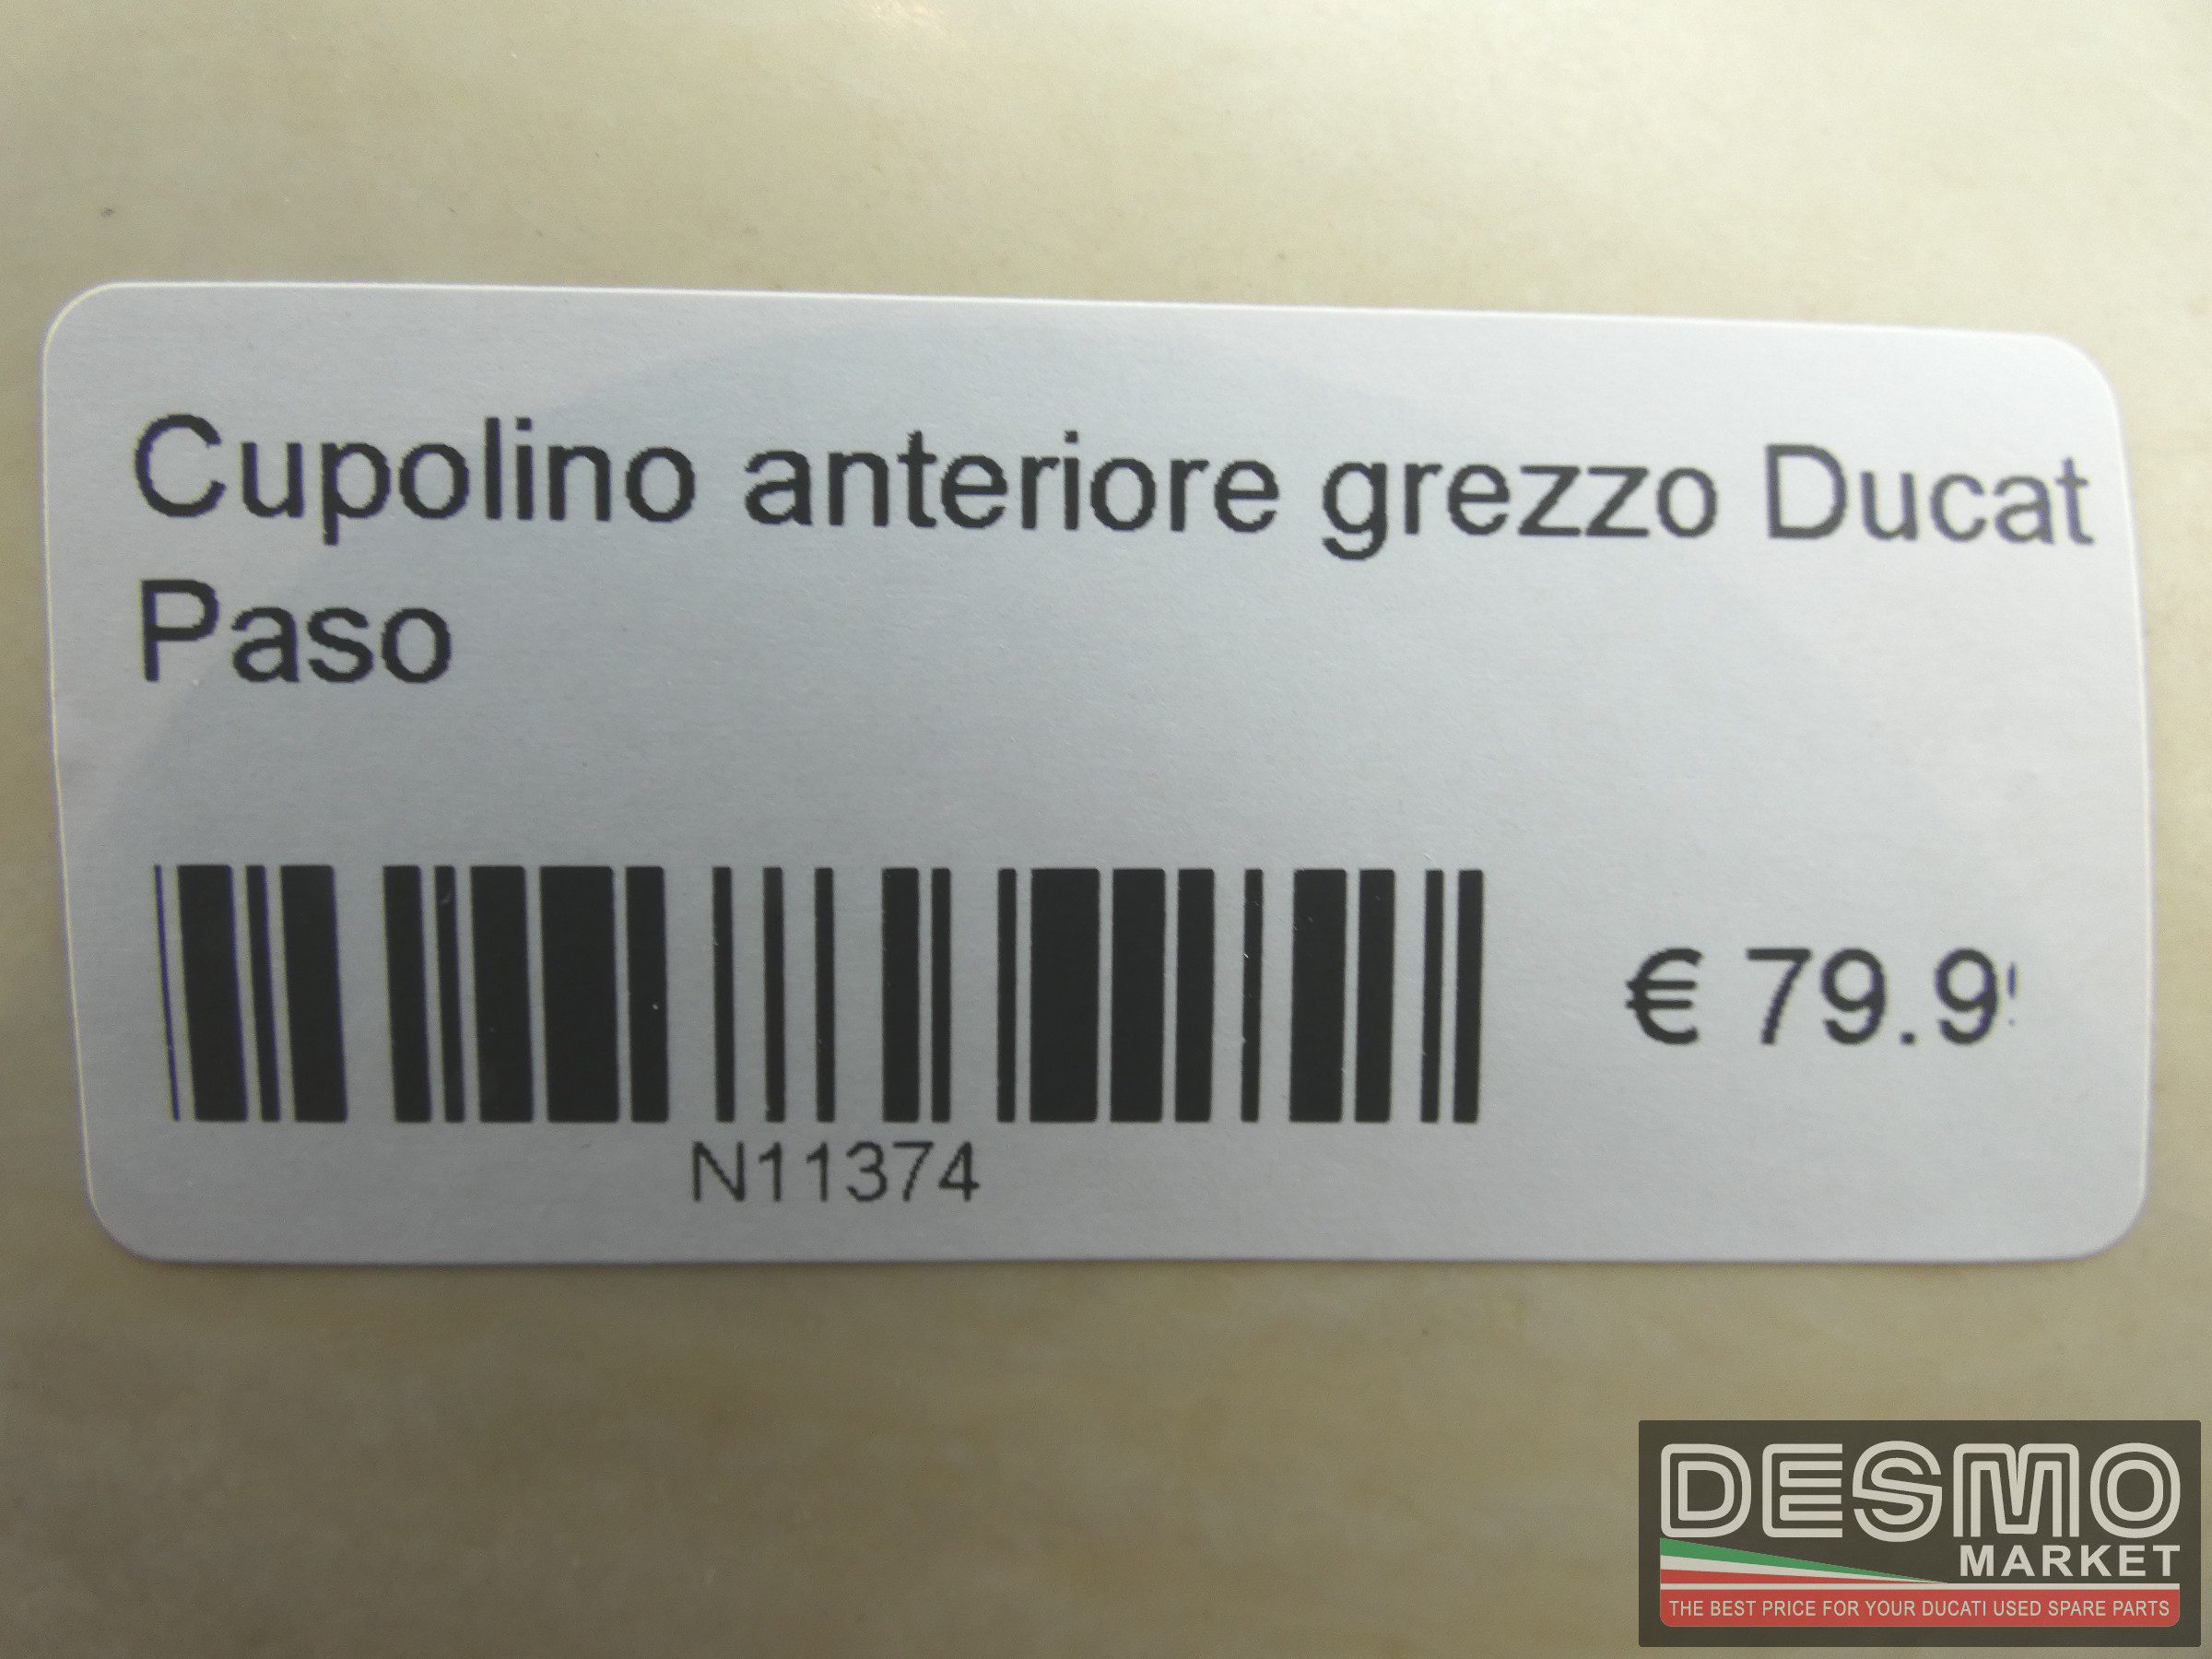 Cupolino anteriore grezzo Ducat
Paso
€ 79.9
N11374
DESMO
MARKET
THE BEST PRICE FOR YOUR DUCATI USED SPARE PARTS